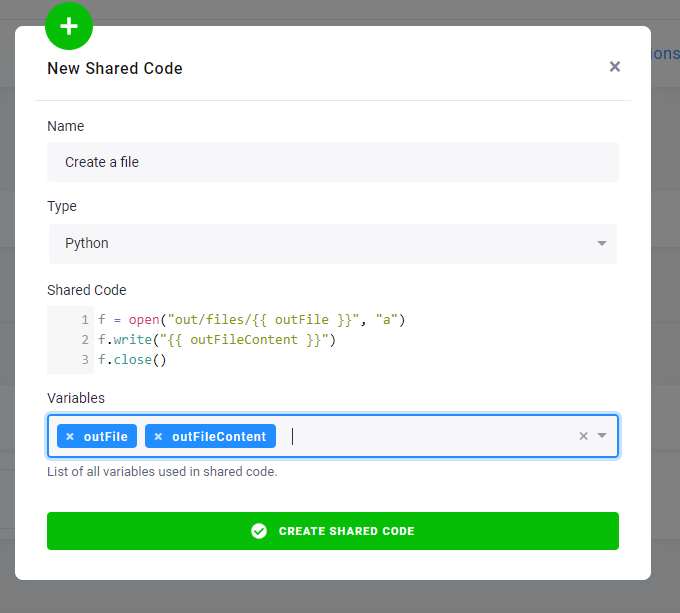 ons
New Shared Code
Name
Create a file
Type
Python
Shared Code
1 f = open("out/files/{{ outFile }}", "a")
2 f.write("{{ outFileContent }}")
3 f.close()
Variables
× outFile × outFileContent ×
List of all variables used in shared code.
CREATE SHARED CODE